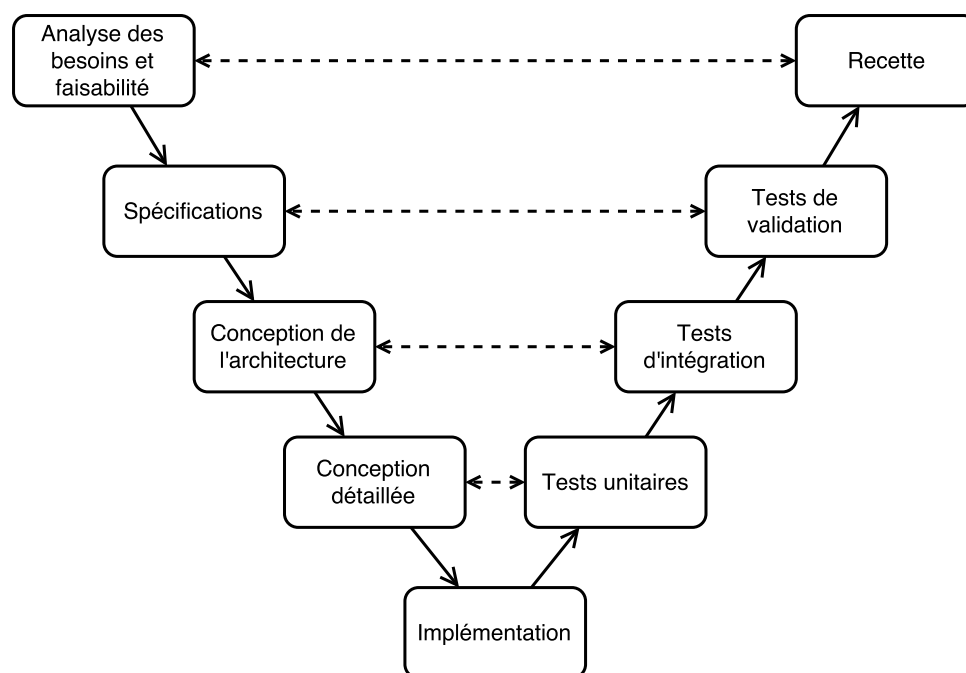 Analyse des
besoins et
faisabilité
Recette
Spécifications
Tests de
validation
Conception de
l'architecture
Tests
d'intégration
Conception
détaillée
Tests unitaires
Implémentation